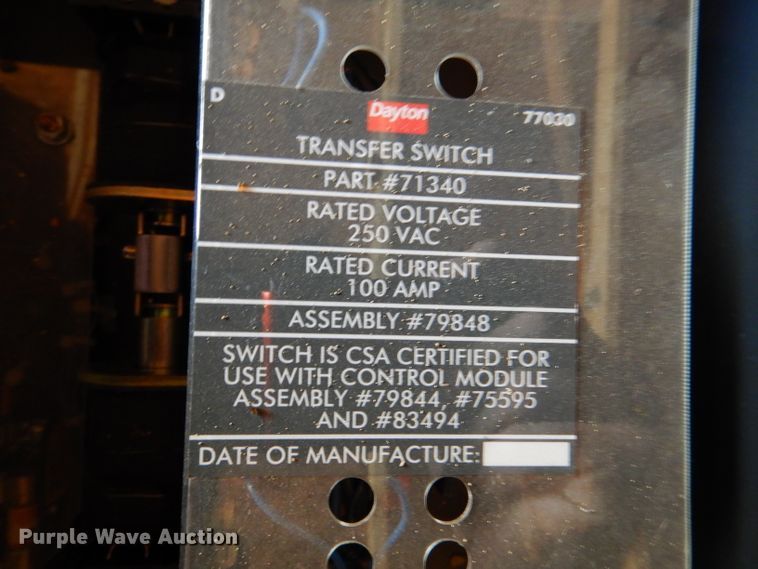 D
Dayton
77030
TRANSFER SWITCH
PART #71340
RATED VOLTAGE
250 VAC
RATED CURRENT
100 AMP
ASSEMBLY #79848
SWITCH IS CSA CERTIFIED FOR
USE WITH CONTROL MODULE
ASSEMBLY #79844, #75595
AND #83494
DATE OF MANUFACTURE:
Purple Wave Auction